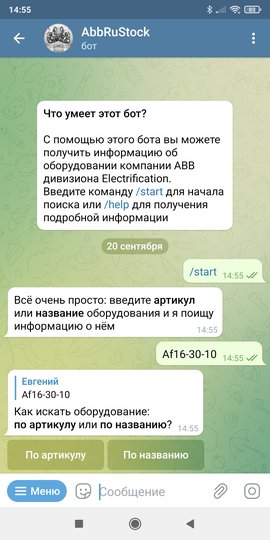 14:55
AbbRuStock
бот
Что умеет этот бот?
С помощью этого бота вы можете
получить информацию об
оборудовании компании ABB
дивизиона Electrification.
Введите команду /start для начала
поиска или /help для получения
подробной информации
20 сентября
/start 14:55
Всё очень просто: введите артикул
или название оборудования и я поищу
информацию о нём 14:55
Af16-30-10 14:55
Евгений
Af16-30-10
Как искать оборудование:
по артикулу или по названию? 14:55
По артикулу
По названию
Меню
Сообщение